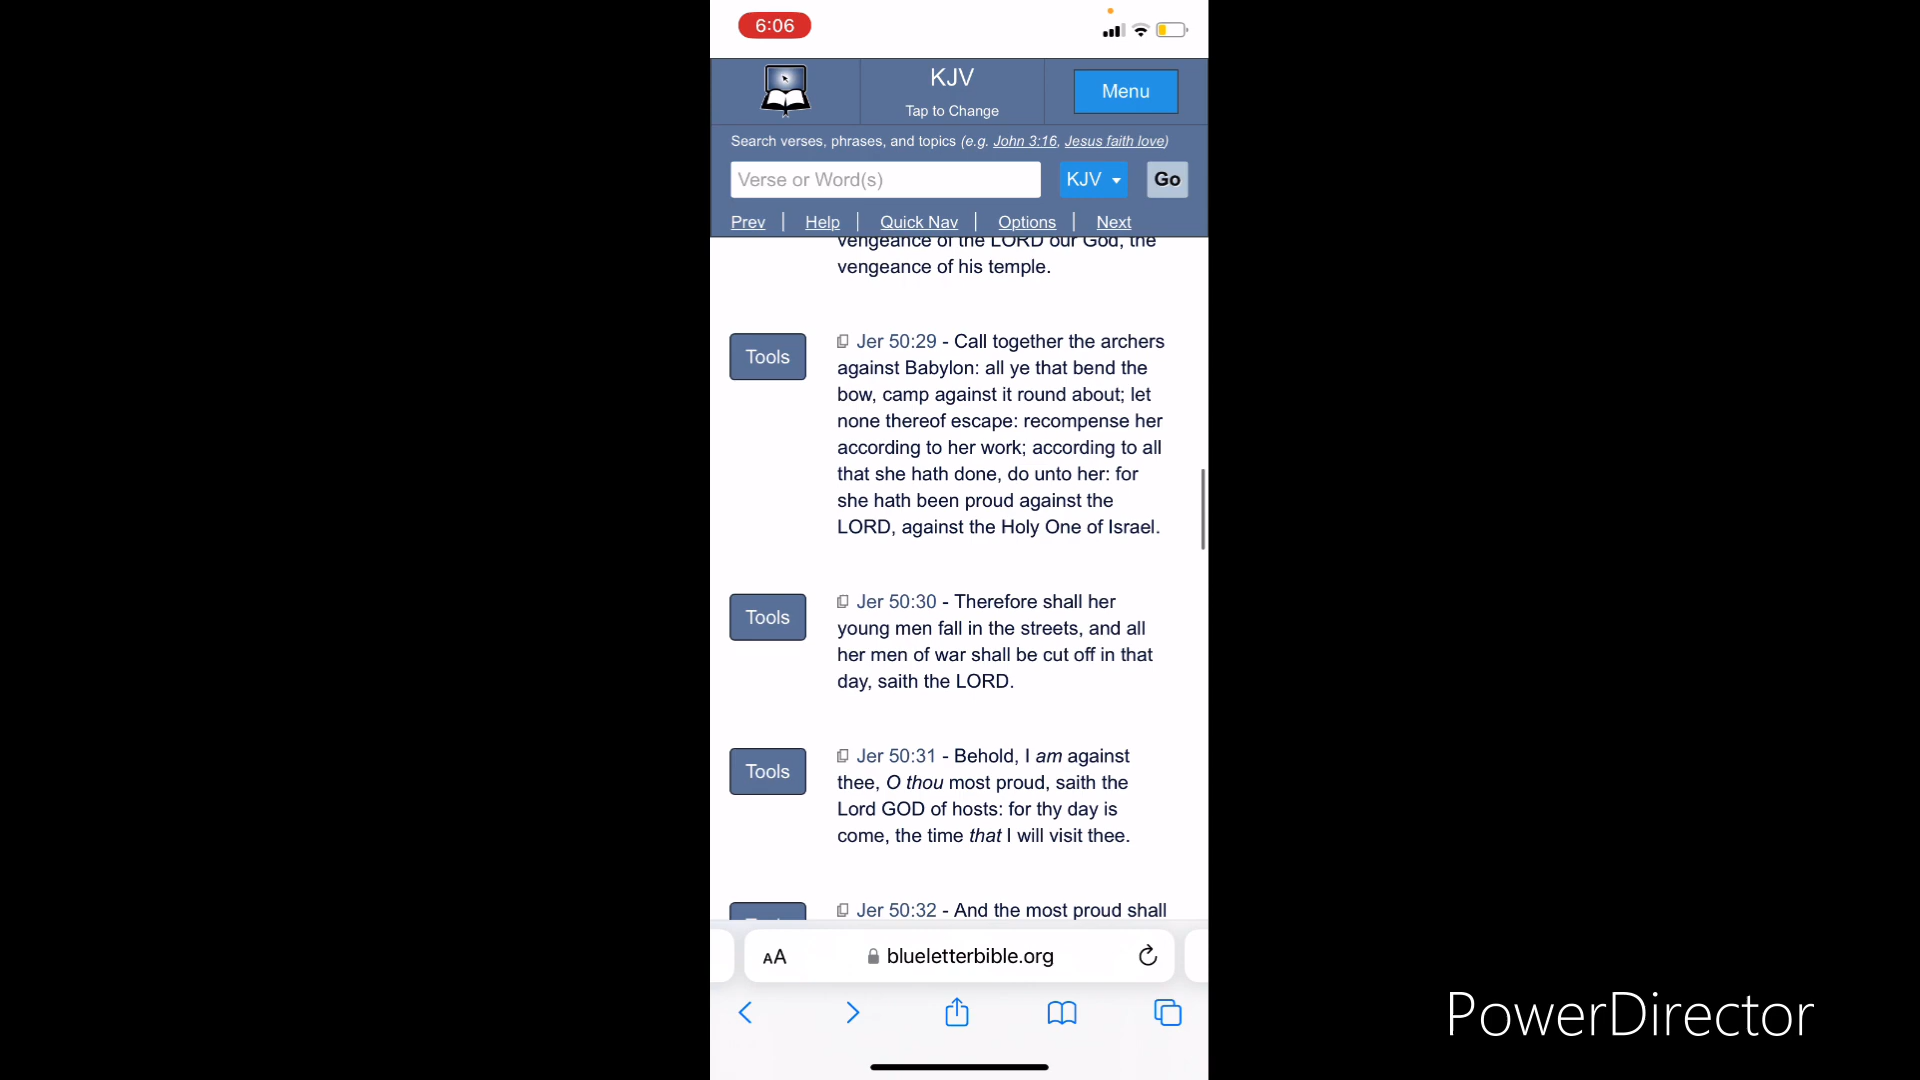 6:06
KJV
Tap to Change
Menu
Search verses, phrases, and topics (e.g. John 3:16, Jesus faith love)
Verse or Word(s)
KJV
Go
Prev | Help | Quick Nav | Options | Next
vengeance of the LORD our God, the
vengeance of his temple.
Tools
Jer 50:29 - Call together the archers
against Babylon: all ye that bend the
bow, camp against it round about; let
none thereof escape: recompense her
according to her work; according to all
that she hath done, do unto her: for
she hath been proud against the
LORD, against the Holy One of Israel.
Tools
Jer 50:30 - Therefore shall her
young men fall in the streets, and all
her men of war shall be cut off in that
day, saith the LORD.
Tools
Jer 50:31 - Behold, I am against
thee, O thou most proud, saith the
Lord GOD of hosts: for thy day is
come, the time that I will visit thee.
Jer 50:32 - And the most proud shall
AA
blueletterbible.org
PowerDirector